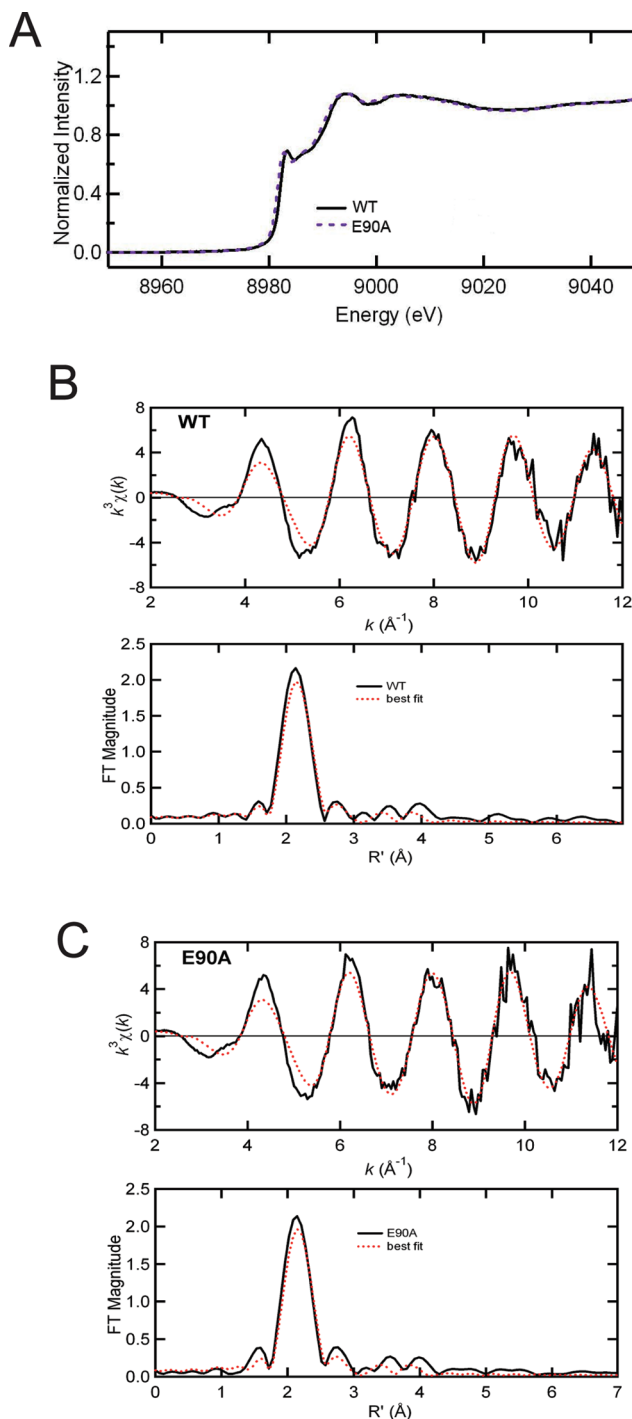 A
Normalized Intensity
1.2
0.8
0.4
0.0
WT
E90A
8960 8980 9000 9020 9040
Energy (eV)
B
WT
k³χ(k)
8
4
0
-4
-8
2 4 6 8 10 12
k (Å⁻¹)
FT Magnitude
2.5
2.0
1.5
1.0
0.5
0.0
WT
best fit
0 1 2 3 4 5 6
R' (Å)
C
E90A
k³χ(k)
8
4
0
-4
-8
2 4 6 8 10 12
k (Å⁻¹)
FT Magnitude
2.5
2.0
1.5
1.0
0.5
0.0
E90A
best fit
0 1 2 3 4 5 6 7
R' (Å)